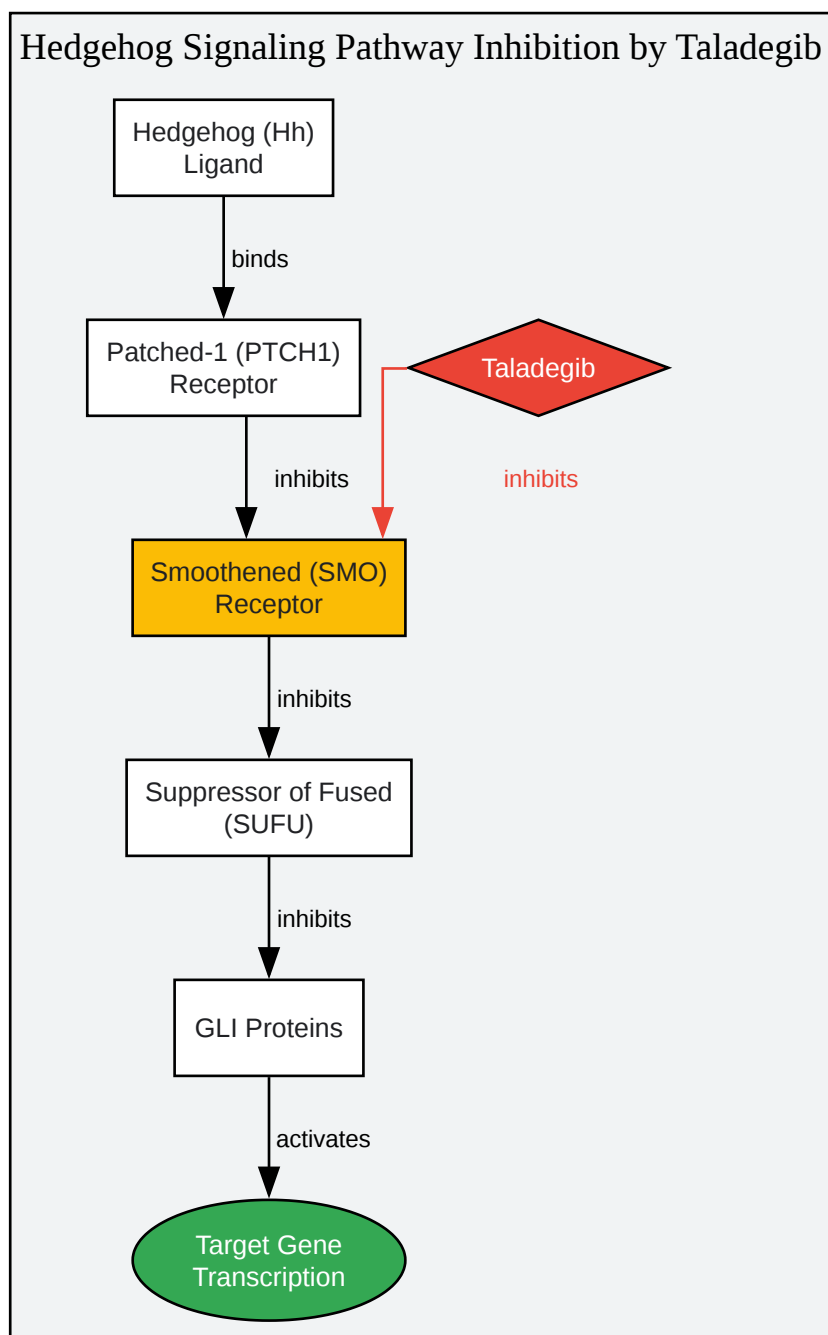 Hedgehog Signaling Pathway Inhibition by Taladegib
Hedgehog (Hh)
Ligand
binds
Patched-1 (PTCH1)
Receptor
Taladegib
inhibits
inhibits
Smoothened (SMO)
Receptor
inhibits
Suppressor of Fused
(SUFU)
inhibits
GLI Proteins
activates
Target Gene
Transcription